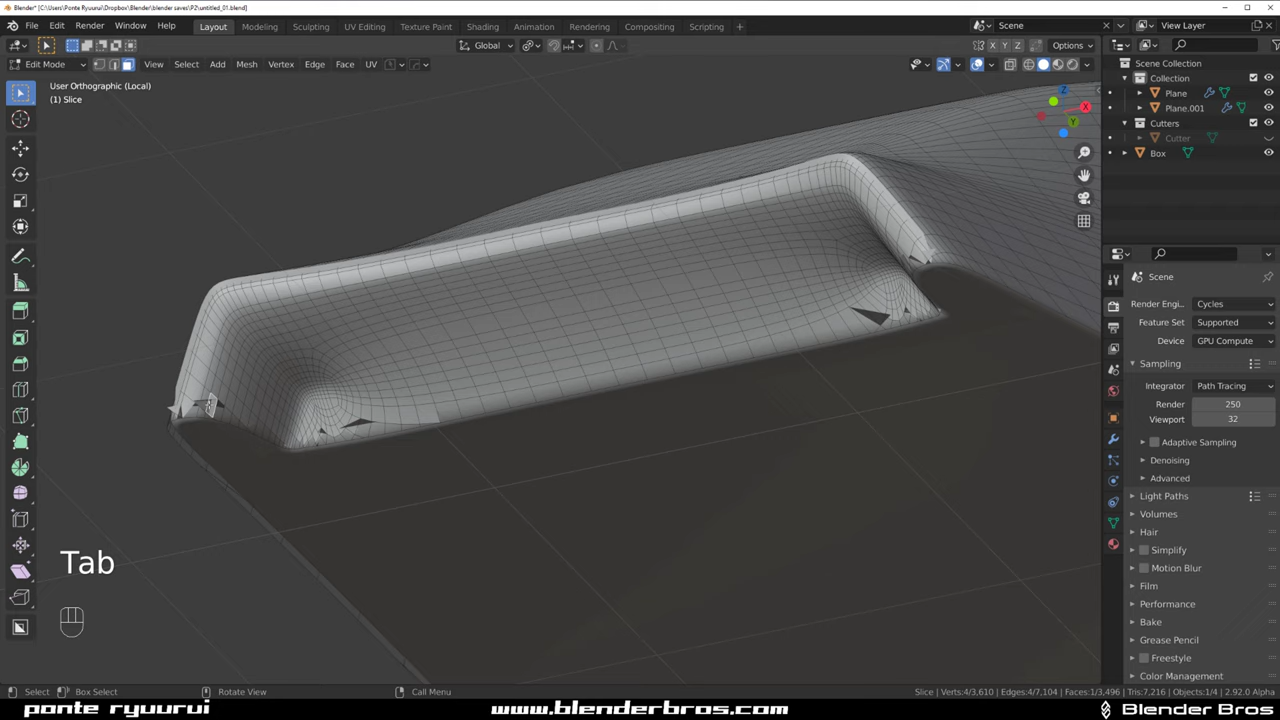 Blender* [C:\Users\Ponte Ryuurui\Dropbox\Blender\blender saves\PZ\untitled_01.blend]
File Edit Render Window Help Layout Modeling Sculpting UV Editing Texture Paint Shading Animation Rendering Compositing Scripting + Scene View Layer
Global X Y Z Options
Edit Mode View Select Add Mesh Vertex Edge Face UV
User Orthographic (Local)
(1) Slice
Z
X
Y
Scene Collection
Collection
Plane
Plane.001
Cutters
Cutter
Box
Scene
Render Engi... Cycles
Feature Set Supported
Device GPU Compute
Sampling
Integrator Path Tracing
Render 250
Viewport 32
Adaptive Sampling
Denoising
Advanced
Light Paths
Volumes
Hair
Simplify
Motion Blur
Film
Performance
Bake
Grease Pencil
Freestyle
Color Management
Tab
Select Box Select Rotate View Call Menu Slice | Verts:4/3,610 | Edges:4/7,104 | Faces:1/3,496 | Tris:7,216 | Objects:1/4 | 2.92.0 Alpha
ponte ryuurui www.blenderbros.com Blender Bros